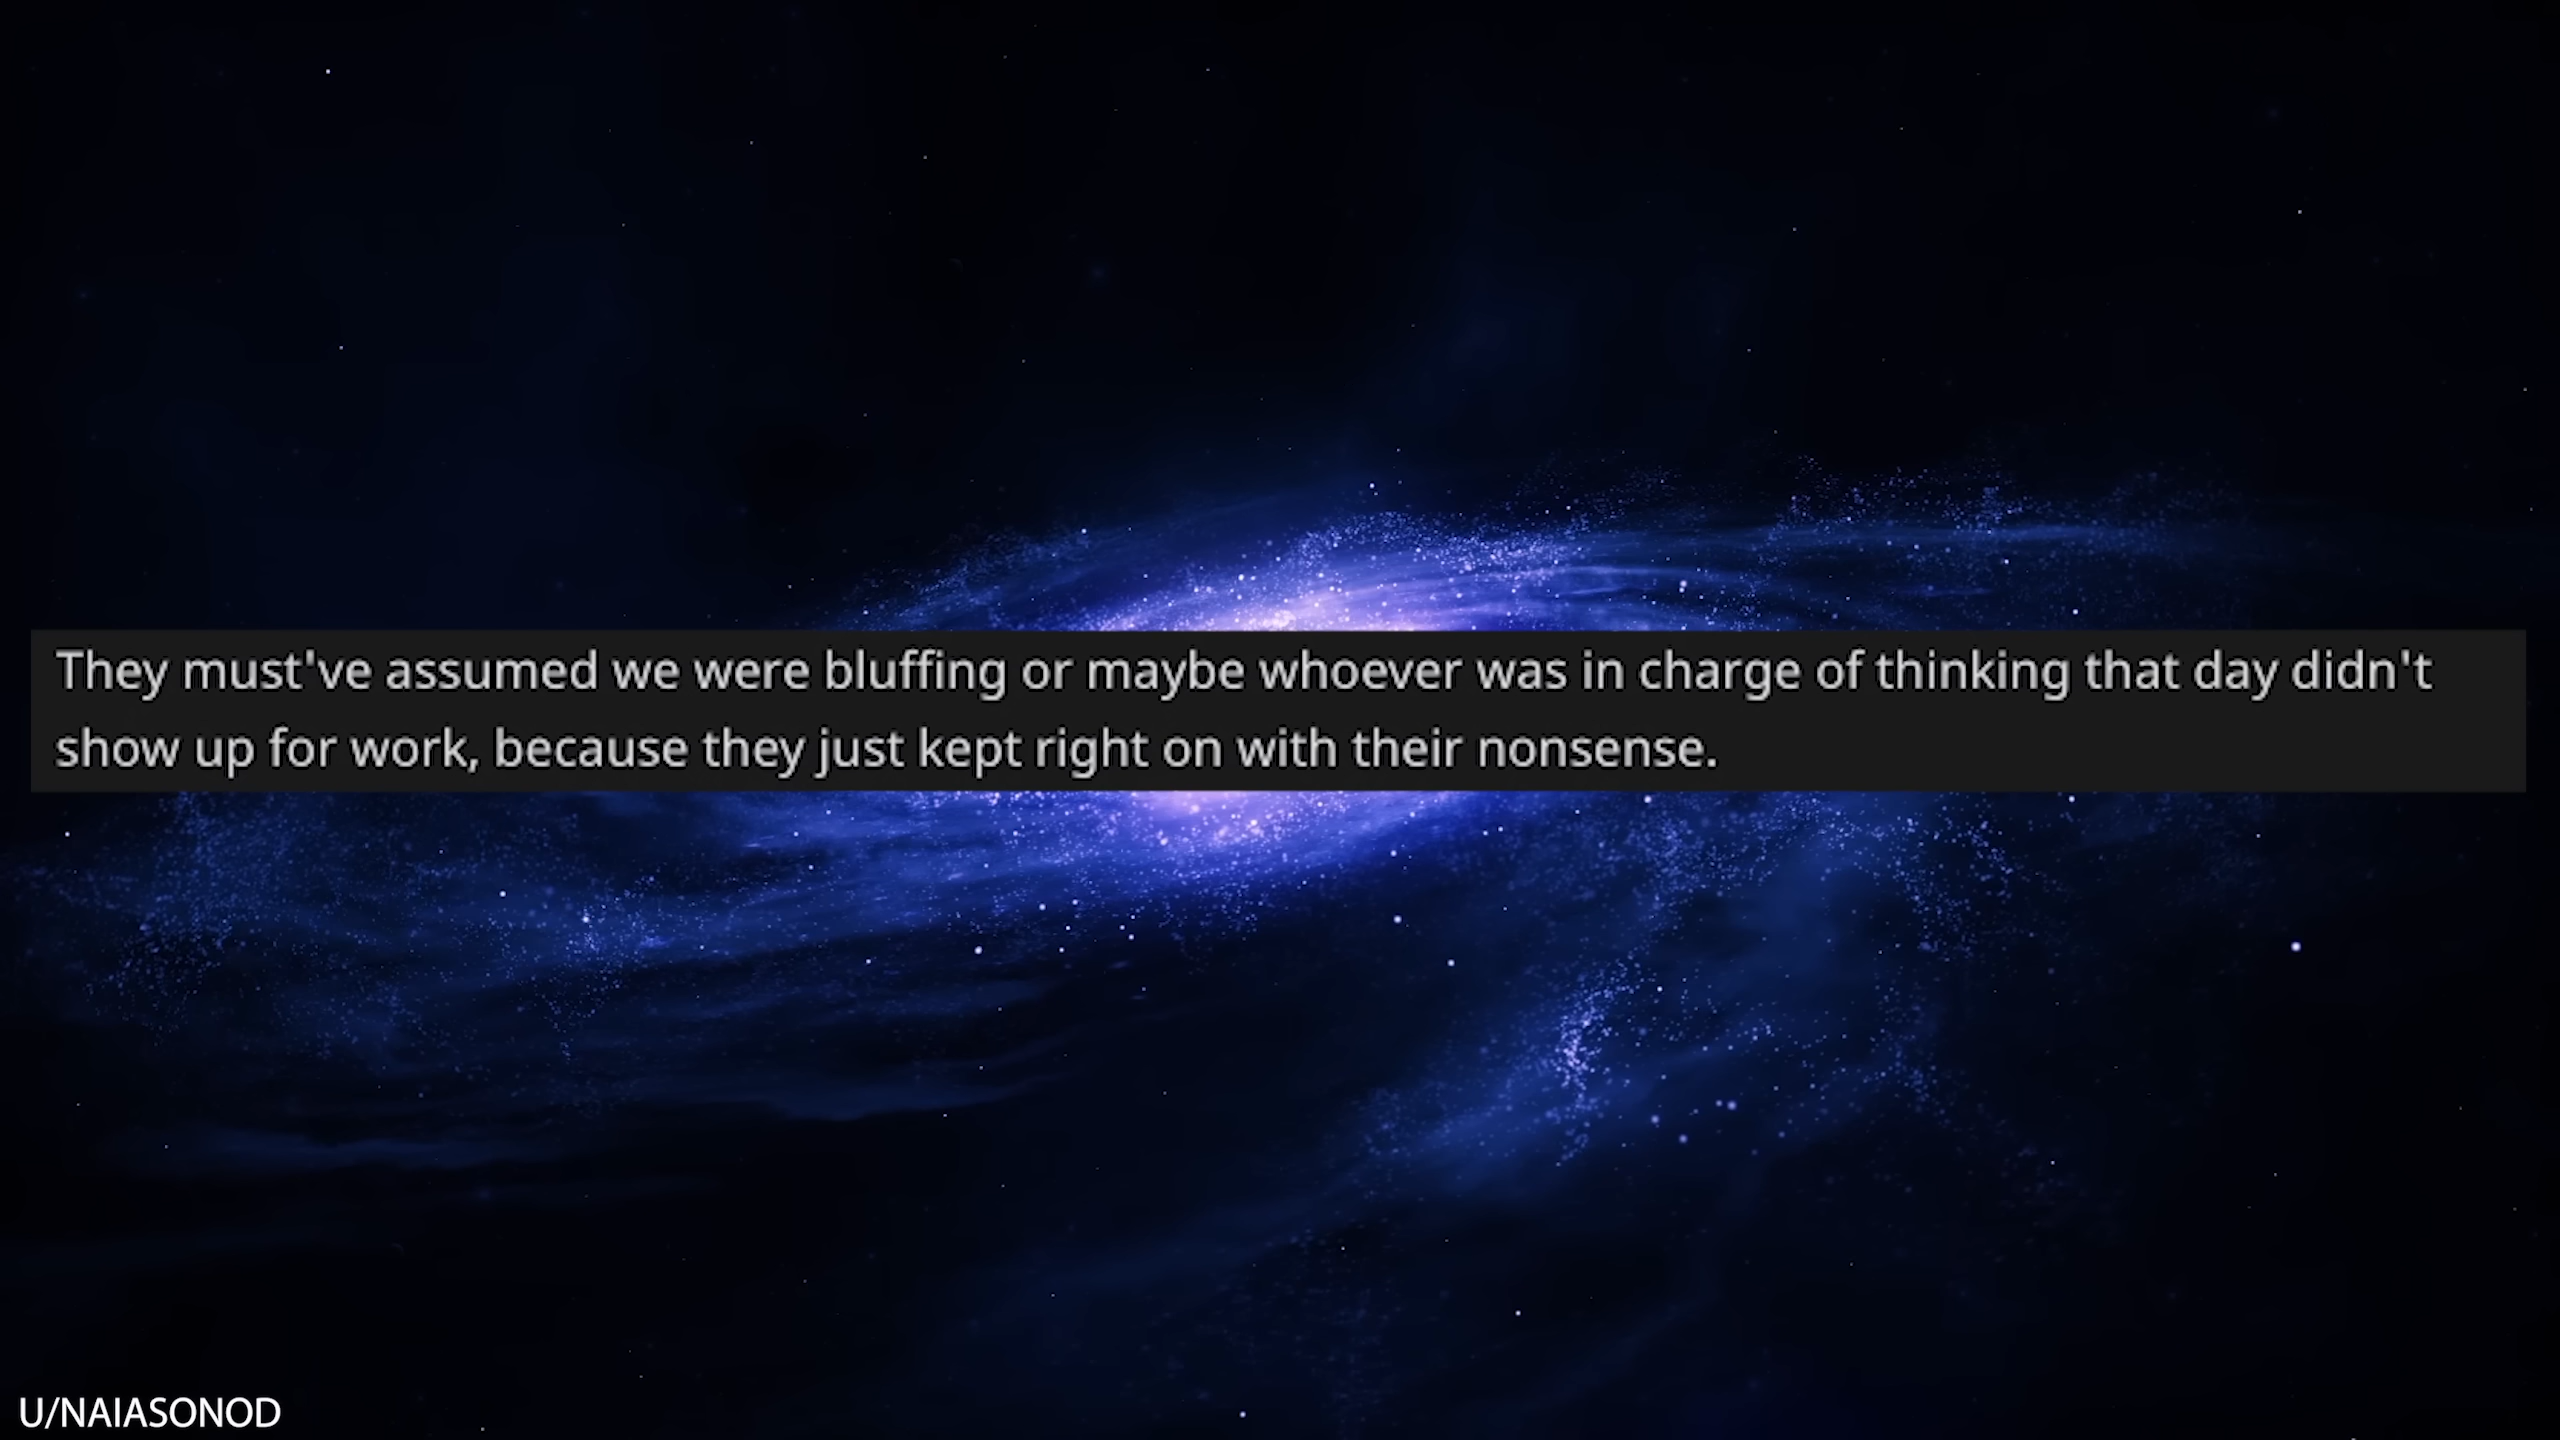 They must've assumed we were bluffing or maybe whoever was in charge of thinking that day didn't
show up for work, because they just kept right on with their nonsense.
U/NAIASONOD